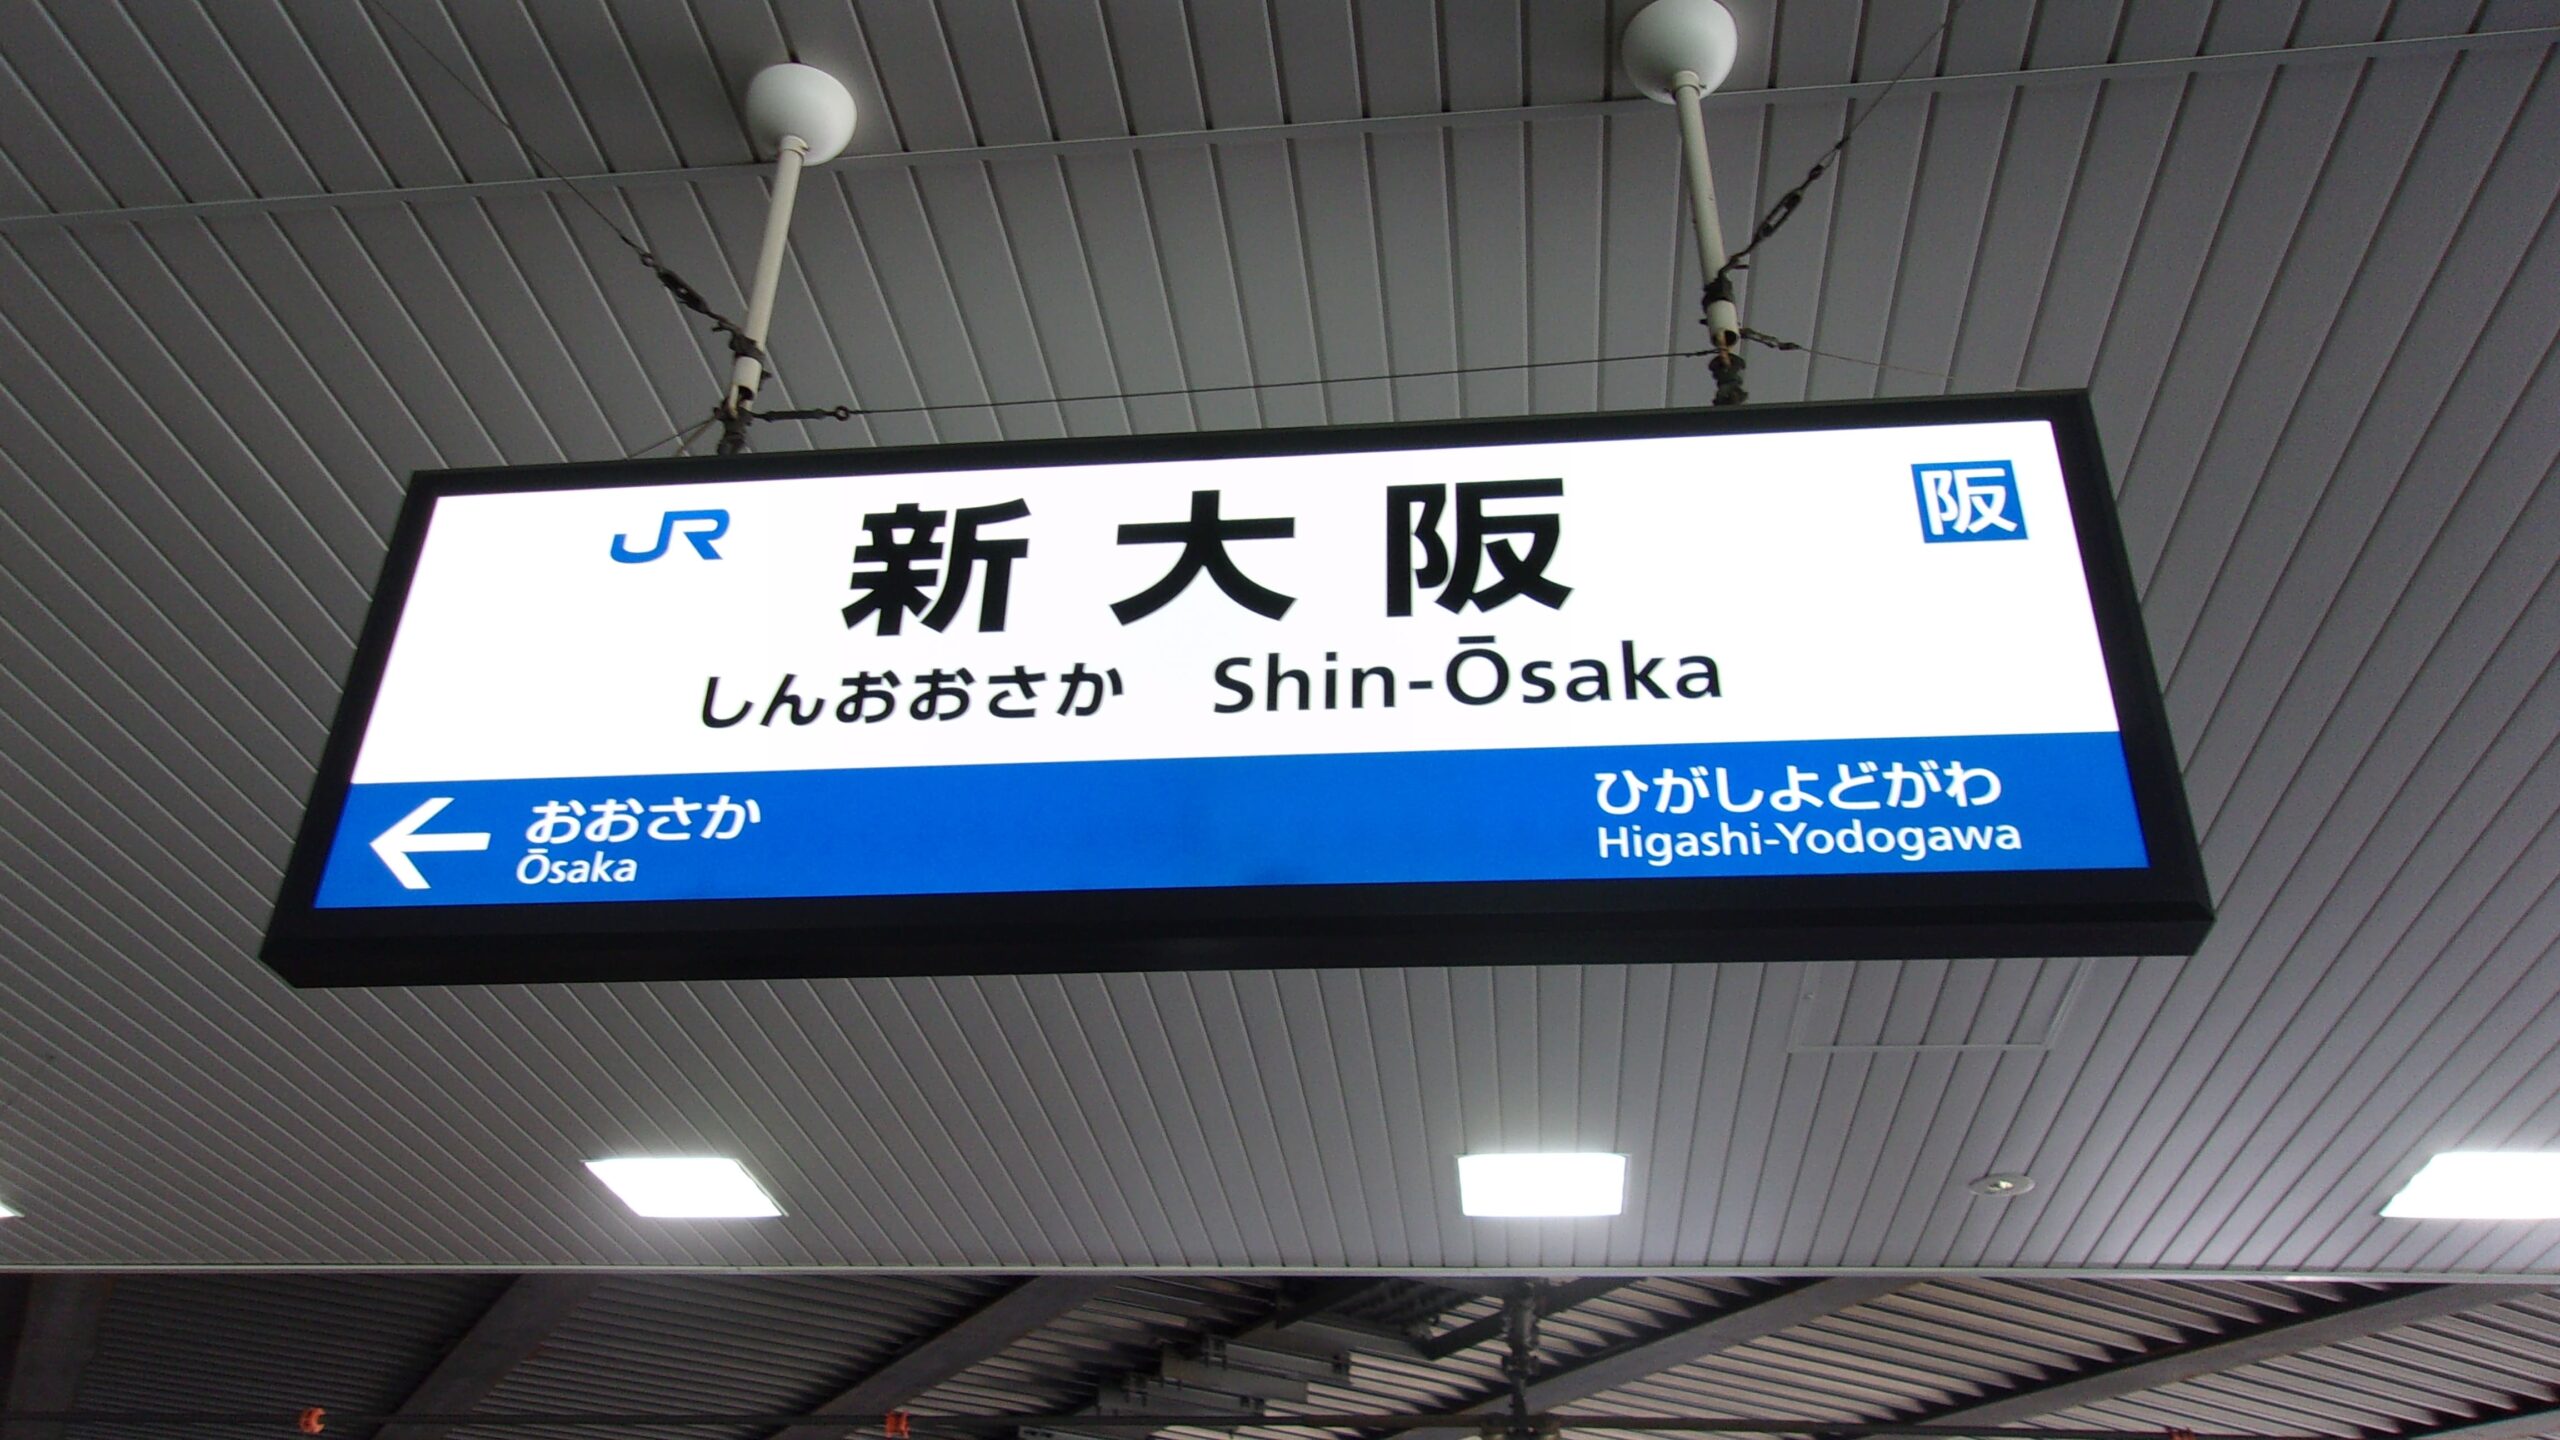 JR 新大阪 阪
しんおおさか Shin-Ōsaka
← おおさか ひがしよどがわ
Ōsaka Higashi-Yodogawa